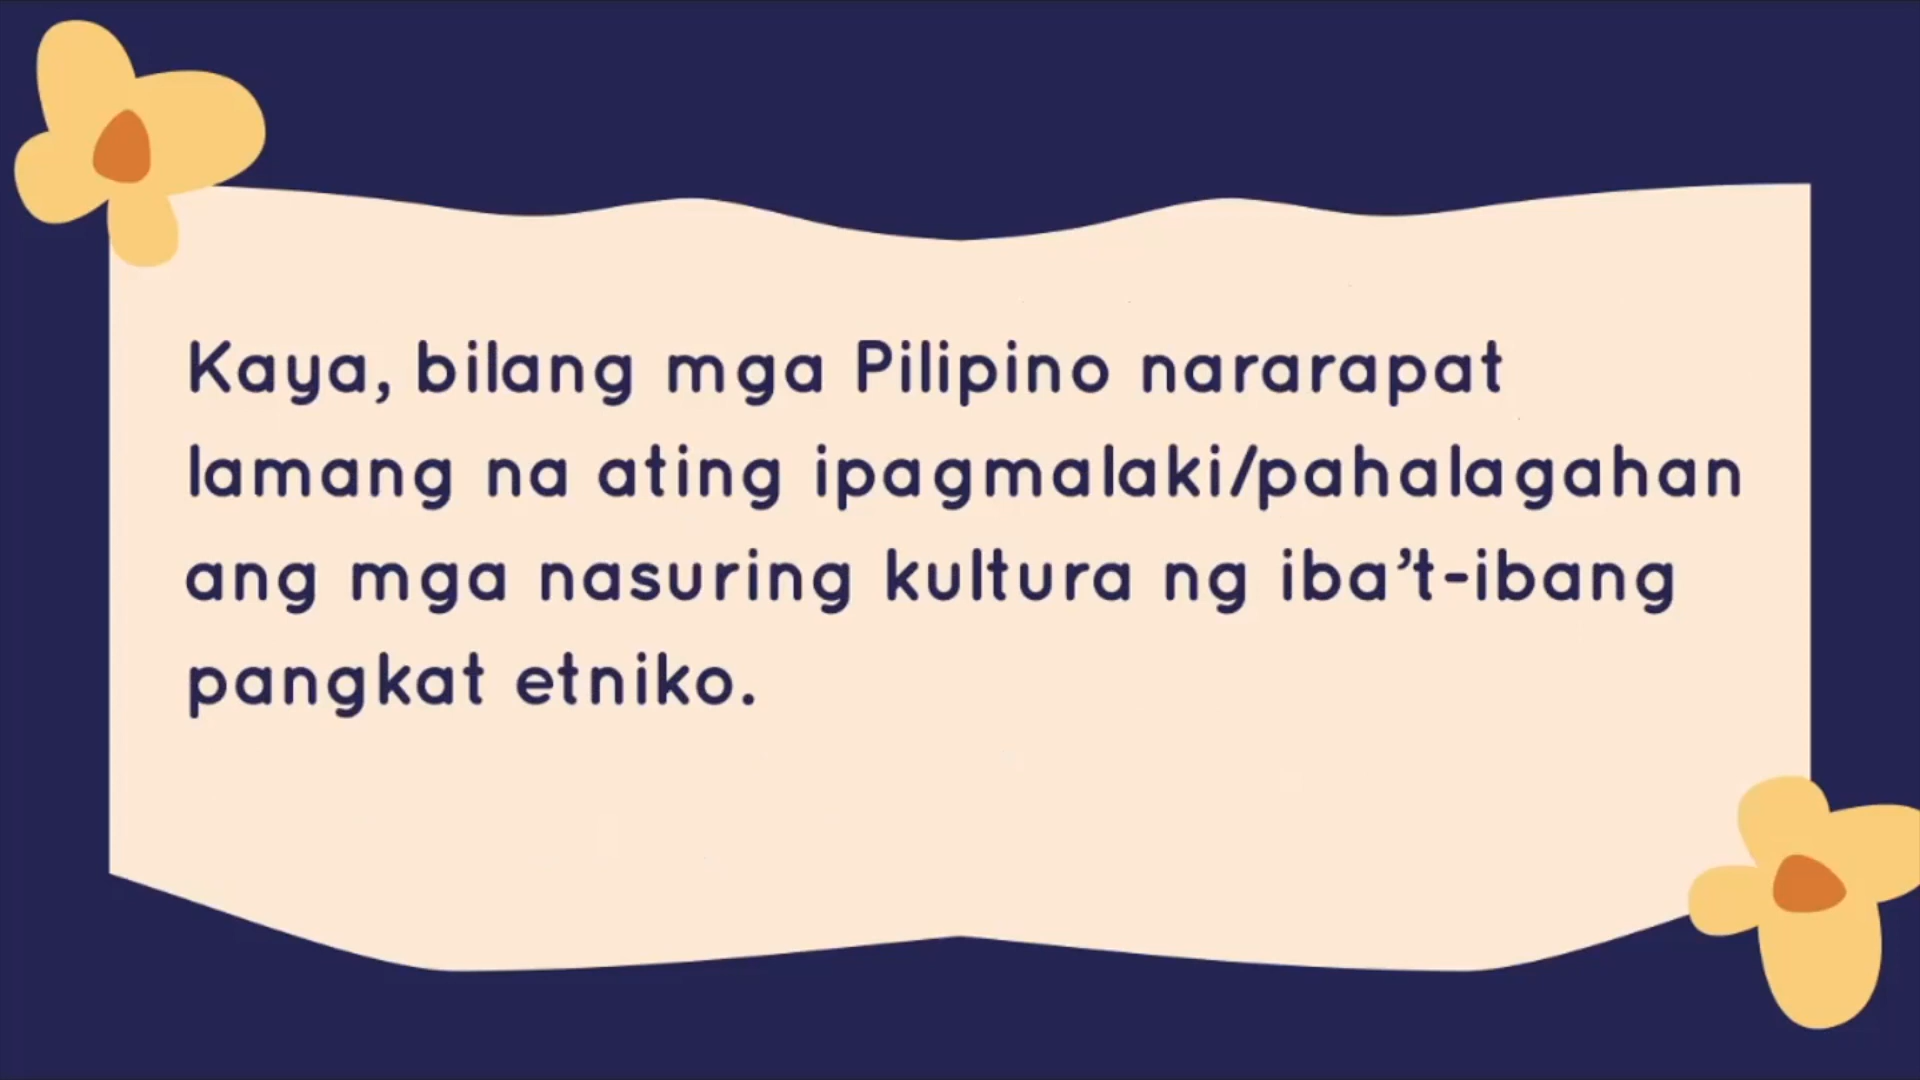 Kaya, bilang mga Pilipino nararapat
lamang na ating ipagmalaki/pahalagahan
ang mga nasuring kultura ng iba’t-ibang
pangkat etniko.